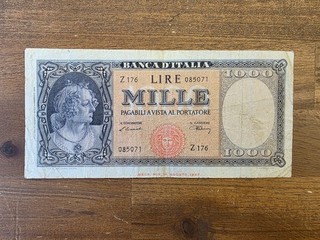 BANCA D'ITALIA
Z 176 LIRE 085071
1000
MILLE
PAGABILI A VISTA AL PORTATORE
085071 Z 176
1000